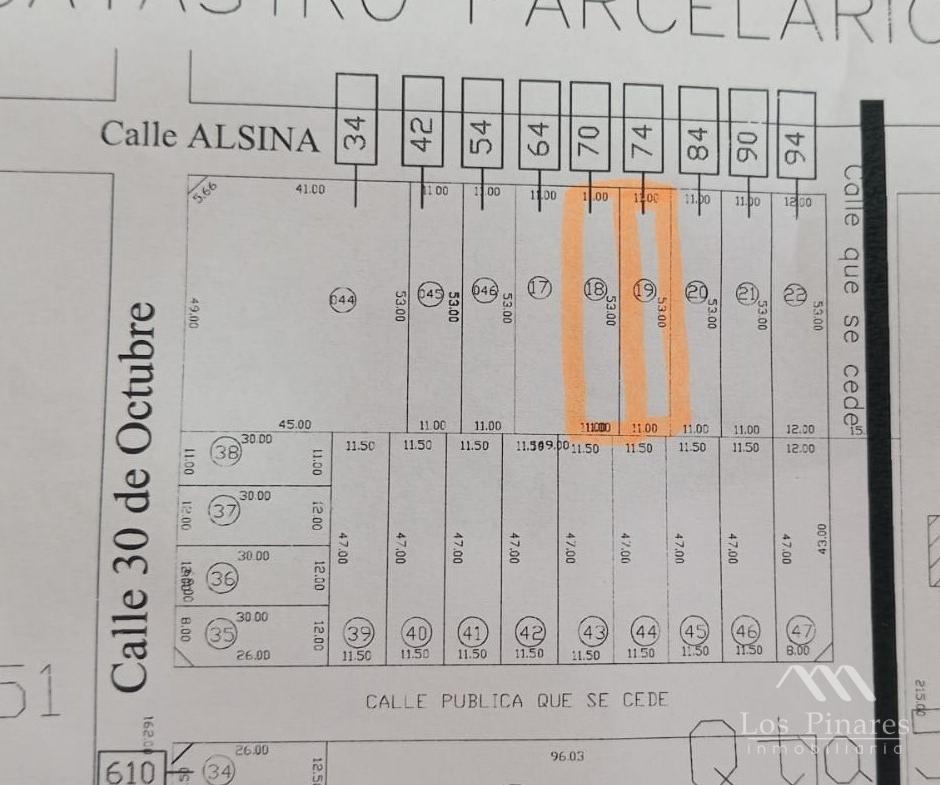 CATASTRO PARCELARIO
34 42 54 64 70 74 84 90 94
Calle ALSINA
5.66 41.00 11.00 11.00 11.00 11.00 11.00 11.00 11.00 12.00
Calle que se cede
044 045 046 17 18 19 20 21 22
49.00 53.00 53.00 53.00 53.00 53.00 53.00 53.00 53.00
Calle 30 de Octubre
45.00 11.00 11.00 11.00 11.00 11.00 11.00 12.00 15
38 30.00 11.00 11.00
11.50 11.50 11.50 11.50 11.50 11.50 11.50 12.00
37 30.00 12.00 12.00
47.00 47.00 47.00 47.00 47.00 47.00 47.00 47.00 47.00 43.00
36 30.00 12.00
35 30.00 8.00 12.00
39 40 41 42 43 44 45 46 47
26.00 11.50 11.50 11.50 11.50 11.50 11.50 11.50 11.50 8.00
CALLE PUBLICA QUE SE CEDE
51
162.00
215.00
Los Pinares
inmobiliaria
26.00
96.03
610
34